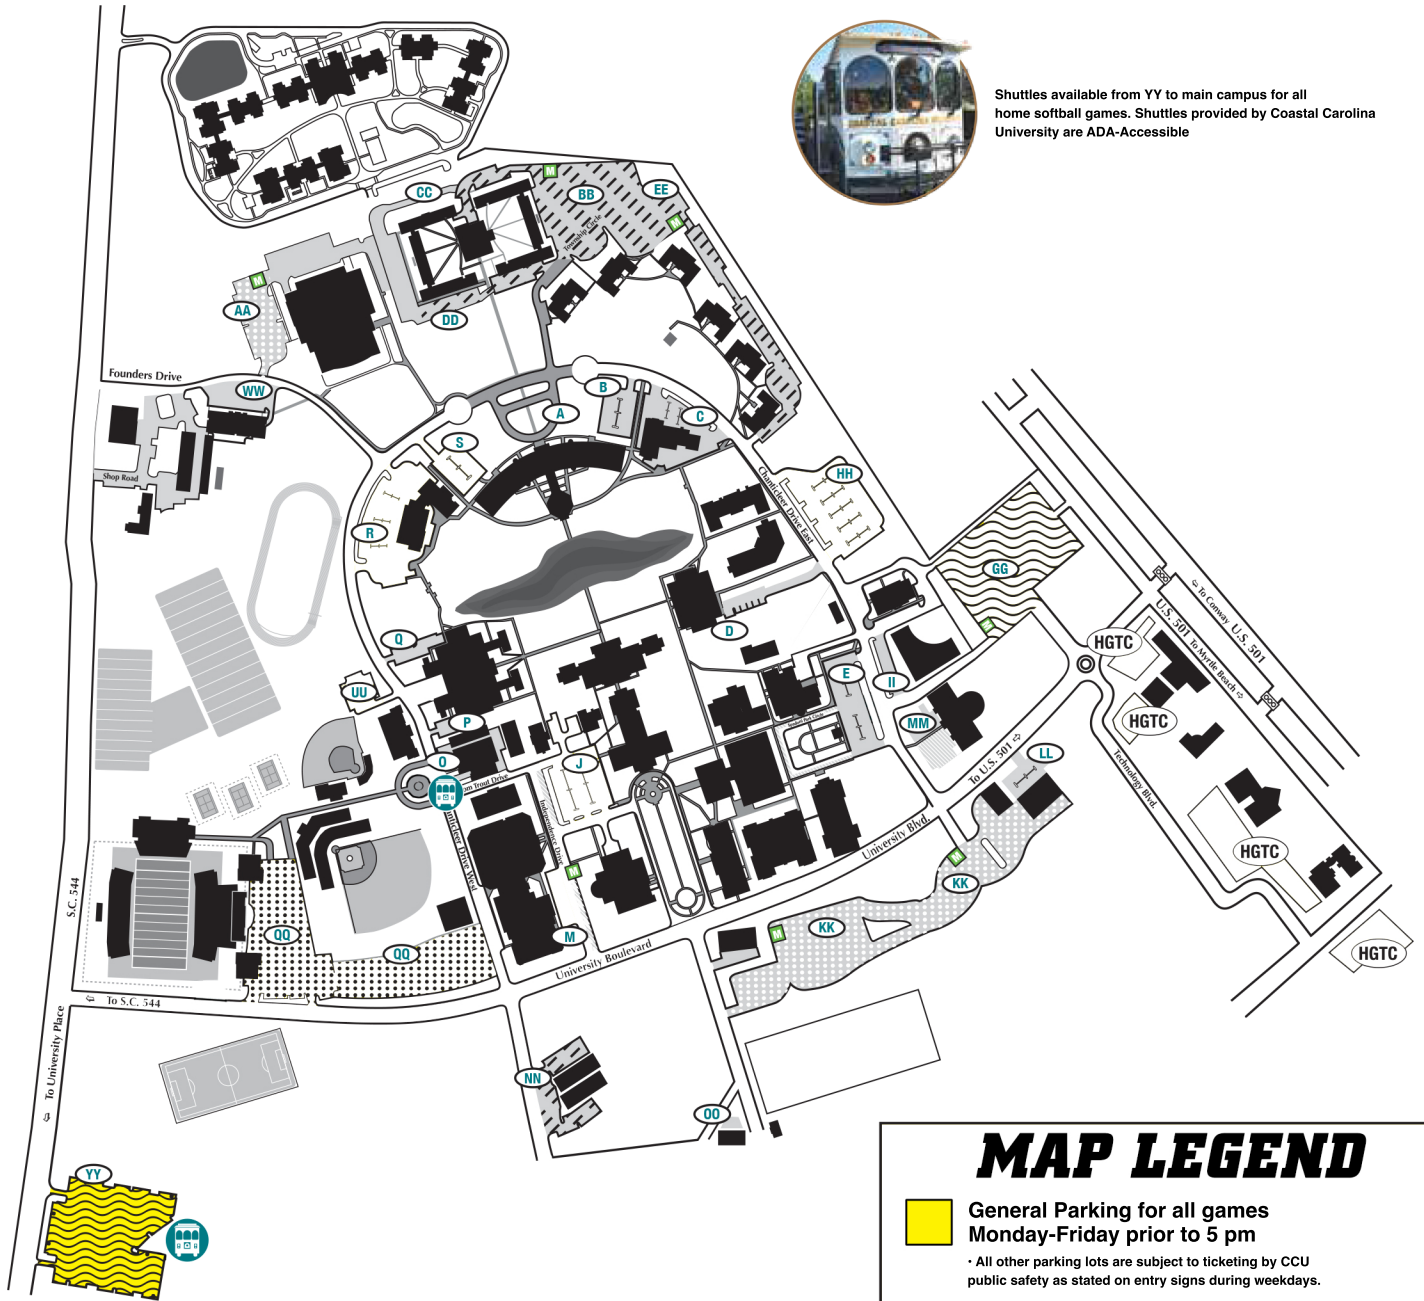 Shuttles available from YY to main campus for all
home softball games. Shuttles provided by Coastal Carolina
University are ADA-Accessible
CC
M
BB
EE
M
Township Circle
M
AA
DD
Founders Drive
WW
B
A
C
S
Shop Road
R
Chanticleer Drive East
HH
GG
M
To Conway
U.S. 501
U.S. 501
To Myrtle Beach
HGTC
HGTC
Technology Blvd.
HGTC
HGTC
Q
D
UU
E
II
P
MM
O
J
LL
To U.S. 501
Independence Drive
University Blvd.
M
M
KK
KK
M
M
University Boulevard
S.C. 544
QQ
QQ
To S.C. 544
To University Place
NN
OO
YY
MAP LEGEND
General Parking for all games
Monday-Friday prior to 5 pm
• All other parking lots are subject to ticketing by CCU
public safety as stated on entry signs during weekdays.